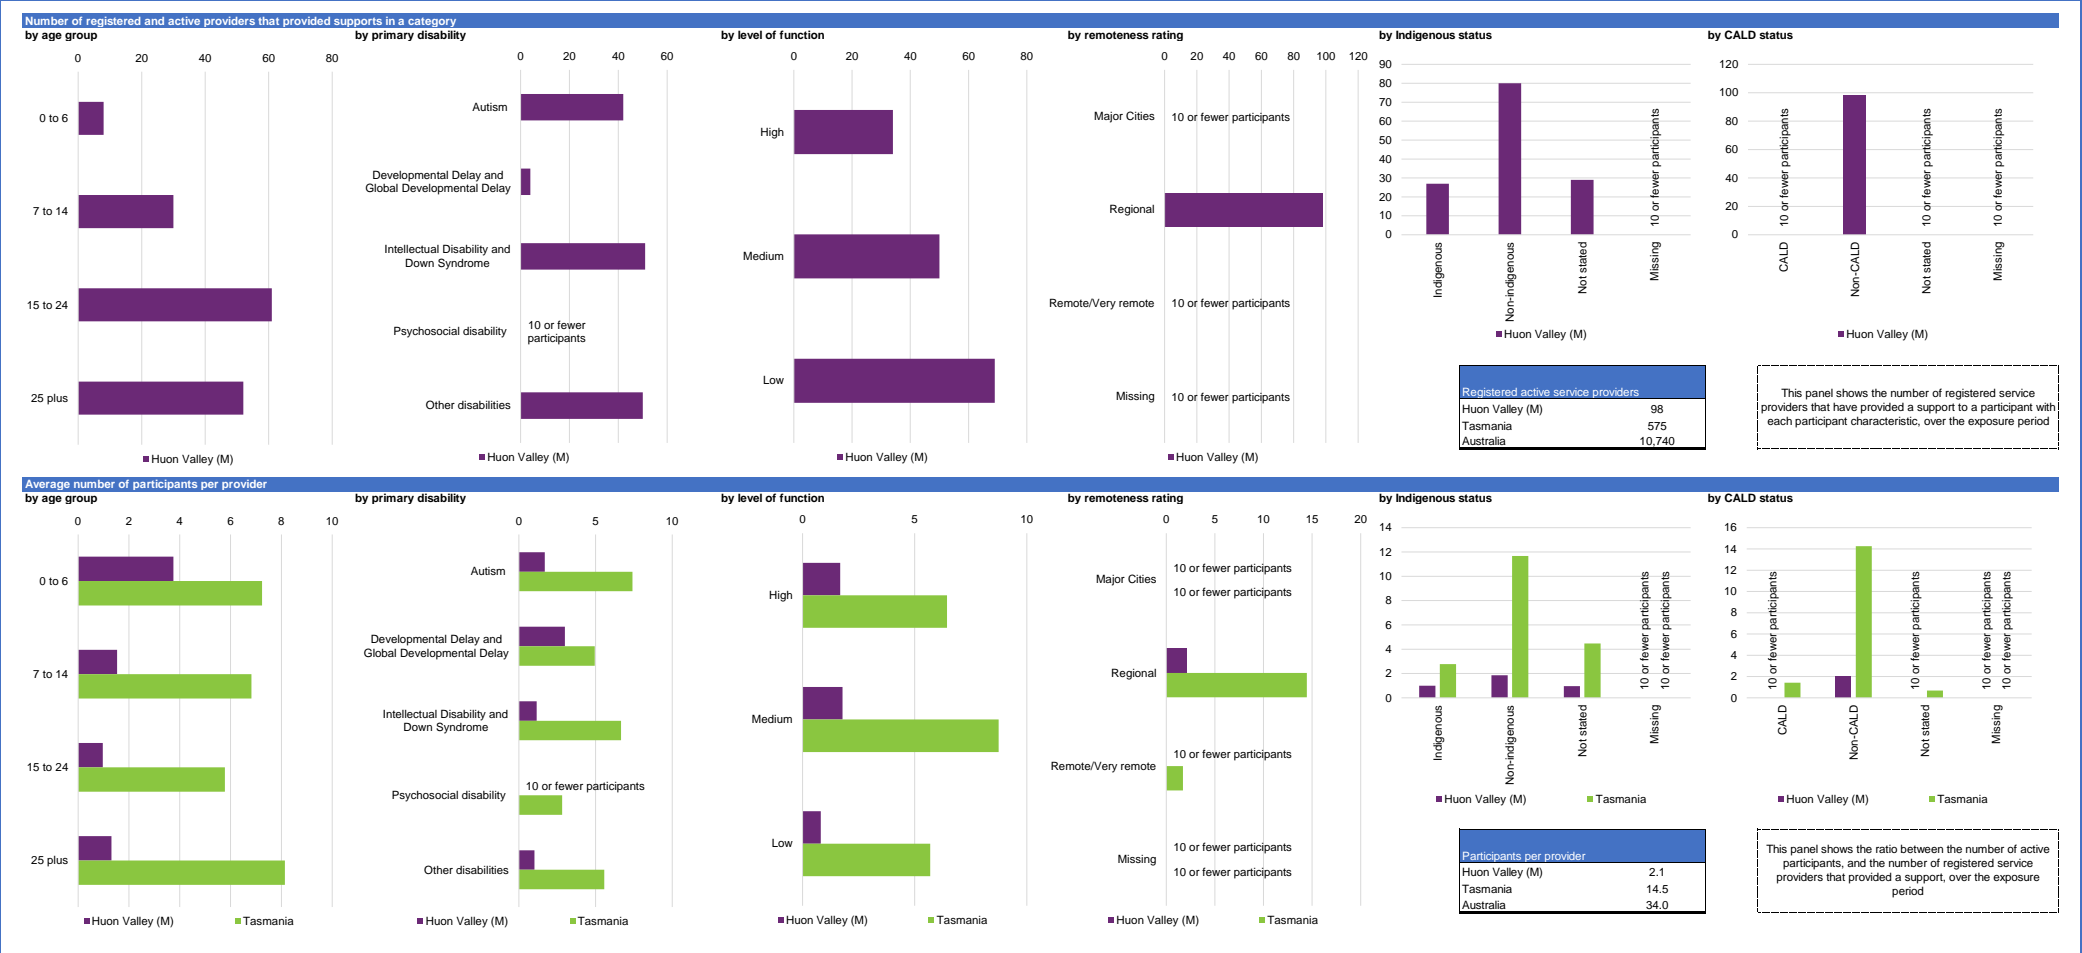 Number of registered and active providers that provided supports in a category
by age group
0 20 40 60 80
0 to 6
7 to 14
15 to 24
25 plus
Huon Valley (M)
by primary disability
0 20 40 60
Autism
Developmental Delay and
Global Developmental Delay
Intellectual Disability and
Down Syndrome
Psychosocial disability
10 or fewer
participants
Other disabilities
Huon Valley (M)
by level of function
0 20 40 60 80
High
Medium
Low
Huon Valley (M)
by remoteness rating
0 20 40 60 80 100 120
Major Cities 10 or fewer participants
Regional
Remote/Very remote 10 or fewer participants
Missing 10 or fewer participants
Huon Valley (M)
by Indigenous status
90
80
70
60
50
40
30
20
10
0
10 or fewer participants
Indigenous
Non-indigenous
Not stated
Missing
Huon Valley (M)
by CALD status
120
100
80
60
40
20
0
10 or fewer participants
10 or fewer participants
10 or fewer participants
CALD
Non-CALD
Not stated
Missing
Huon Valley (M)
Registered active service providers
Huon Valley (M) 98
Tasmania 575
Australia 10,740
This panel shows the number of registered service
providers that have provided a support to a participant with
each participant characteristic, over the exposure period
Average number of participants per provider
by age group
0 2 4 6 8 10
0 to 6
7 to 14
15 to 24
25 plus
Huon Valley (M) Tasmania
by primary disability
0 5 10
Autism
Developmental Delay and
Global Developmental Delay
Intellectual Disability and
Down Syndrome
Psychosocial disability
10 or fewer participants
Other disabilities
Huon Valley (M) Tasmania
by level of function
0 5 10
High
Medium
Low
Huon Valley (M) Tasmania
by remoteness rating
0 5 10 15 20
Major Cities
10 or fewer participants
10 or fewer participants
Regional
Remote/Very remote
10 or fewer participants
Missing
10 or fewer participants
10 or fewer participants
Huon Valley (M) Tasmania
by Indigenous status
14
12
10
8
6
4
2
0
10 or fewer participants
10 or fewer participants
Indigenous
Non-indigenous
Not stated
Missing
Huon Valley (M) Tasmania
by CALD status
16
14
12
10
8
6
4
2
0
10 or fewer participants
10 or fewer participants
10 or fewer participants
10 or fewer participants
CALD
Non-CALD
Not stated
Missing
Huon Valley (M) Tasmania
Participants per provider
Huon Valley (M) 2.1
Tasmania 14.5
Australia 34.0
This panel shows the ratio between the number of active
participants, and the number of registered service
providers that provided a support, over the exposure
period